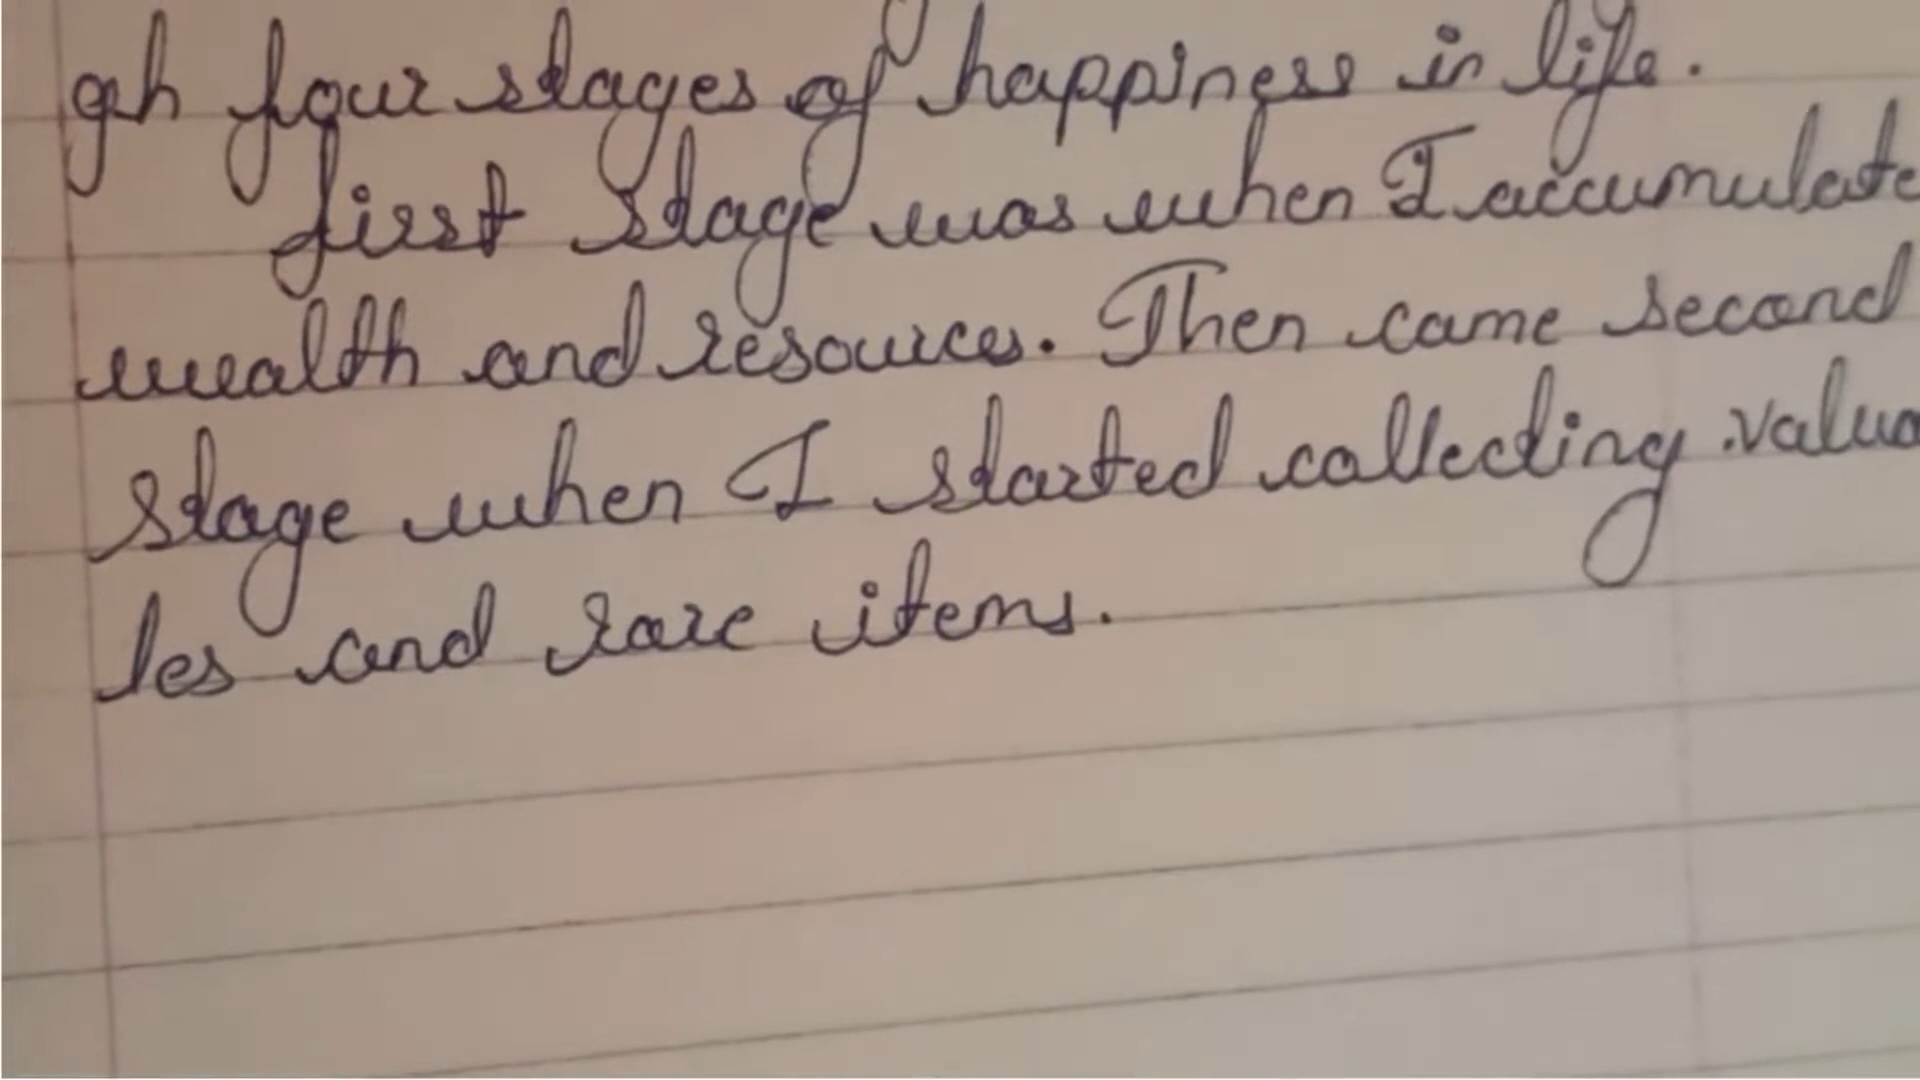 gh four stages of happiness in life.
first stage was when I accumulate
wealth and resources. Then came second
stage when I started collecting valua
les and rare items.